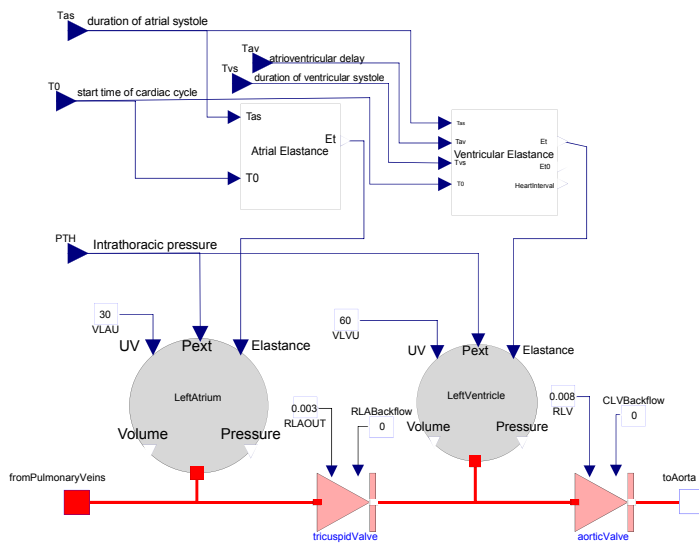 Tas
duration of atrial systole
Tav
atrioventricular delay
Tvs
duration of ventricular systole
T0
start time of cardiac cycle
Tas
Et
Atrial Elastance
T0
Tas
Tav
Et
Ventricular Elastance
Tvs
Et0
T0
HeartInterval
PTH
Intrathoracic pressure
30
VLAU
UV
Pext
Elastance
LeftAtrium
Volume
Pressure
60
VLVU
UV
Pext
Elastance
LeftVentricle
Volume
Pressure
0.003
RLAOUT
RLABackflow
0
0.008
RLV
CLVBackflow
0
fromPulmonaryVeins
toAorta
tricuspidValve
aorticValve